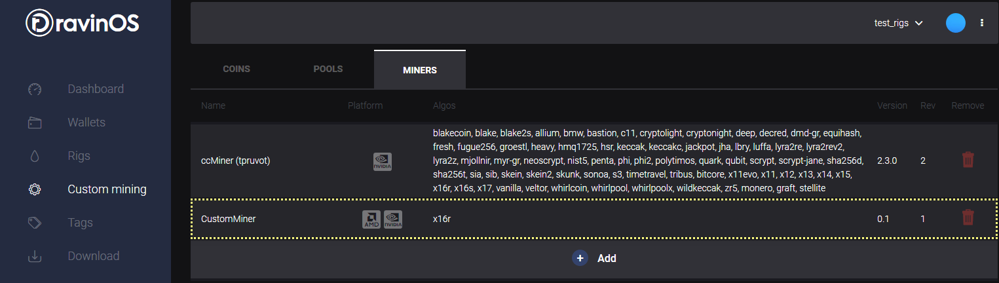 DravinOS
test_rigs
Dashboard
Wallets
Rigs
Custom mining
Tags
Download
COINS
POOLS
MINERS
Name
Platform
Algos
Version
Rev
Remove
ccMiner (tpruvot)
NVIDIA
blakecoin, blake, blake2s, allium, bmw, bastion, c11, cryptolight, cryptonight, deep, decred, dmd-gr, equihash,
fresh, fugue256, groestl, heavy, hmq1725, hsr, keccak, keccakc, jackpot, jha, lbry, luffa, lyra2re, lyra2rev2,
lyra2z, mjollnir, myr-gr, neoscrypt, nist5, penta, phi, phi2, polytimos, quark, qubit, scrypt, scrypt-jane, sha256d,
sha256t, sia, sib, skein, skein2, skunk, sonoa, s3, timetravel, tribus, bitcore, x11evo, x11, x12, x13, x14, x15,
x16r, x16s, x17, vanilla, veltor, whirlcoin, whirlpool, whirlpoolx, wildkeccak, zr5, monero, graft, stellite
2.3.0
2
CustomMiner
AMD
NVIDIA
x16r
0.1
1
Add